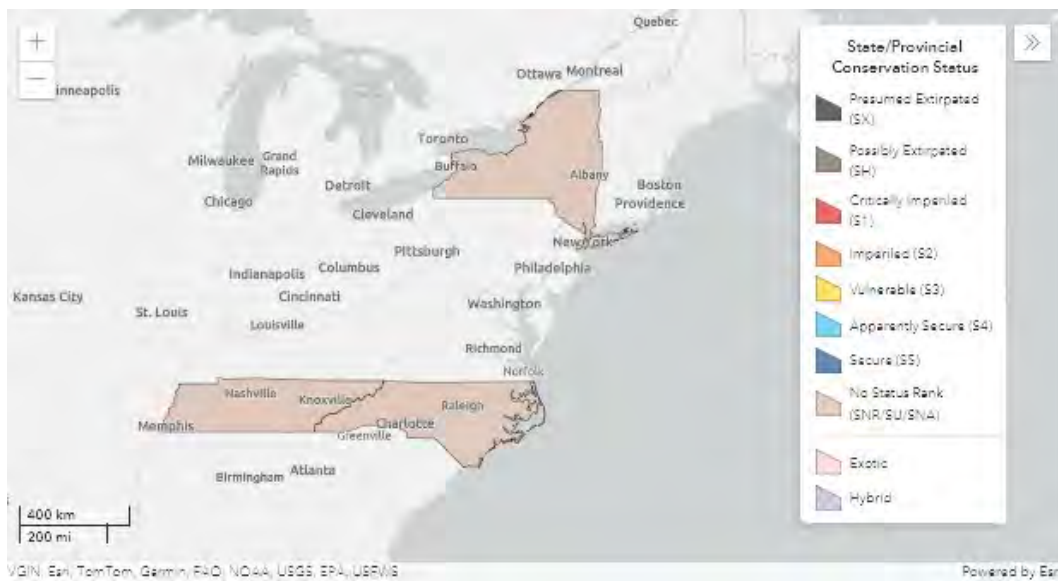 +
−
Quebec
Ottawa
Montreal
inneapolis
Toronto
Buffalo
Albany
Milwaukee
Grand
Rapids
Detroit
Boston
Providence
Chicago
Cleveland
New York
Pittsburgh
Philadelphia
Indianapolis
Columbus
Kansas City
Cincinnati
Washington
St. Louis
Louisville
Richmond
Norfolk
Nashville
Knoxville
Raleigh
Memphis
Charlotte
Greenville
Birmingham
Atlanta
400 km
200 mi
State/Provincial
Conservation Status
Presumed Extirpated
(SX)
Possibly Extirpated
(SH)
Critically Imperiled
(S1)
Imperiled (S2)
Vulnerable (S3)
Apparently Secure (S4)
Secure (S5)
No Status Rank
(SNR/SU/SNA)
Exotic
Hybrid
VGIN, Esri, TomTom, Garmin, FAO, NOAA, USGS, EPA, USFWS
Powered by Esr